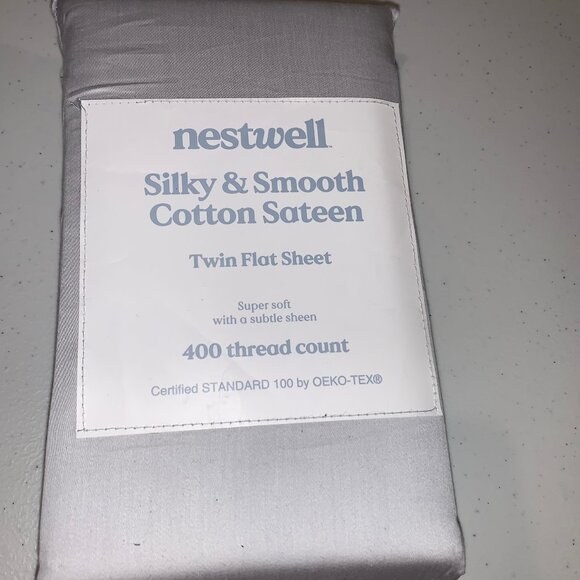 nestwell™
Silky & Smooth
Cotton Sateen
Twin Flat Sheet
Super soft
with a subtle sheen
400 thread count
Certified STANDARD 100 by OEKO-TEX®